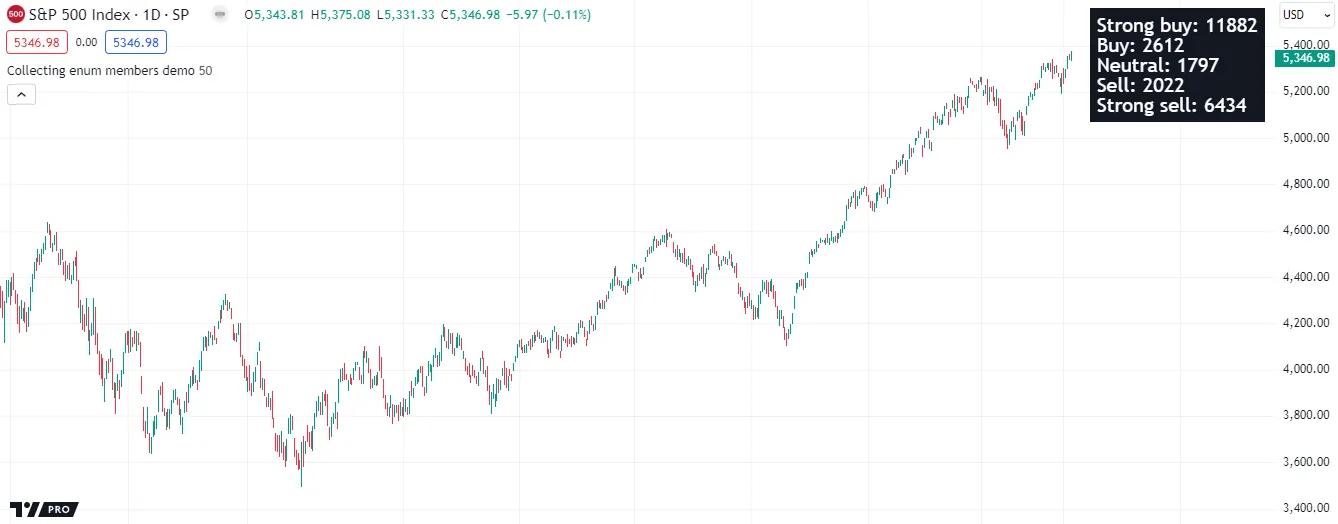 500 S&P 500 Index · 1D · SP O5,343.81 H5,375.08 L5,331.33 C5,346.98 −5.97 (−0.11%)
5346.98 0.00 5346.98
Collecting enum members demo 50
Strong buy: 11882
Buy: 2612
Neutral: 1797
Sell: 2022
Strong sell: 6434
USD
5,400.00
5,346.98
5,200.00
5,000.00
4,800.00
4,600.00
4,400.00
4,200.00
4,000.00
3,800.00
3,600.00
3,400.00
PRO